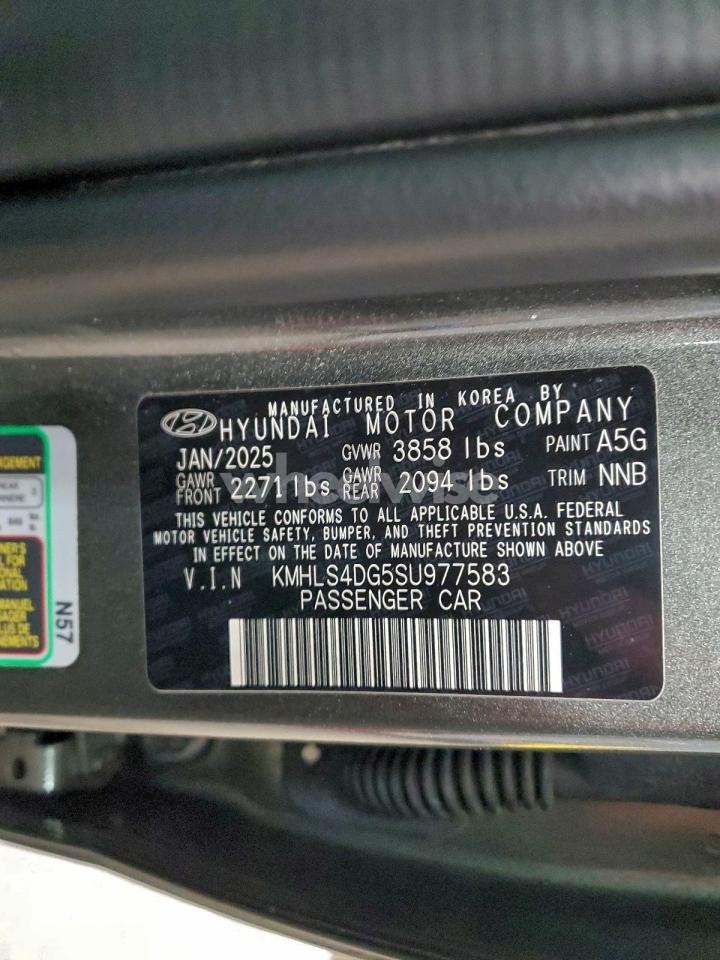 MANUFACTURED IN KOREA BY
HYUNDAI MOTOR COMPANY
JAN/2025 GVWR 3858 lbs PAINT A5G
GAWR FRONT 2271 lbs GAWR REAR 2094 lbs TRIM NNB
THIS VEHICLE CONFORMS TO ALL APPLICABLE U.S.A. FEDERAL
MOTOR VEHICLE SAFETY, BUMPER, AND THEFT PREVENTION STANDARDS
IN EFFECT ON THE DATE OF MANUFACTURE SHOWN ABOVE
V.I.N KMHLS4DG5SU977583
PASSENGER CAR
N57